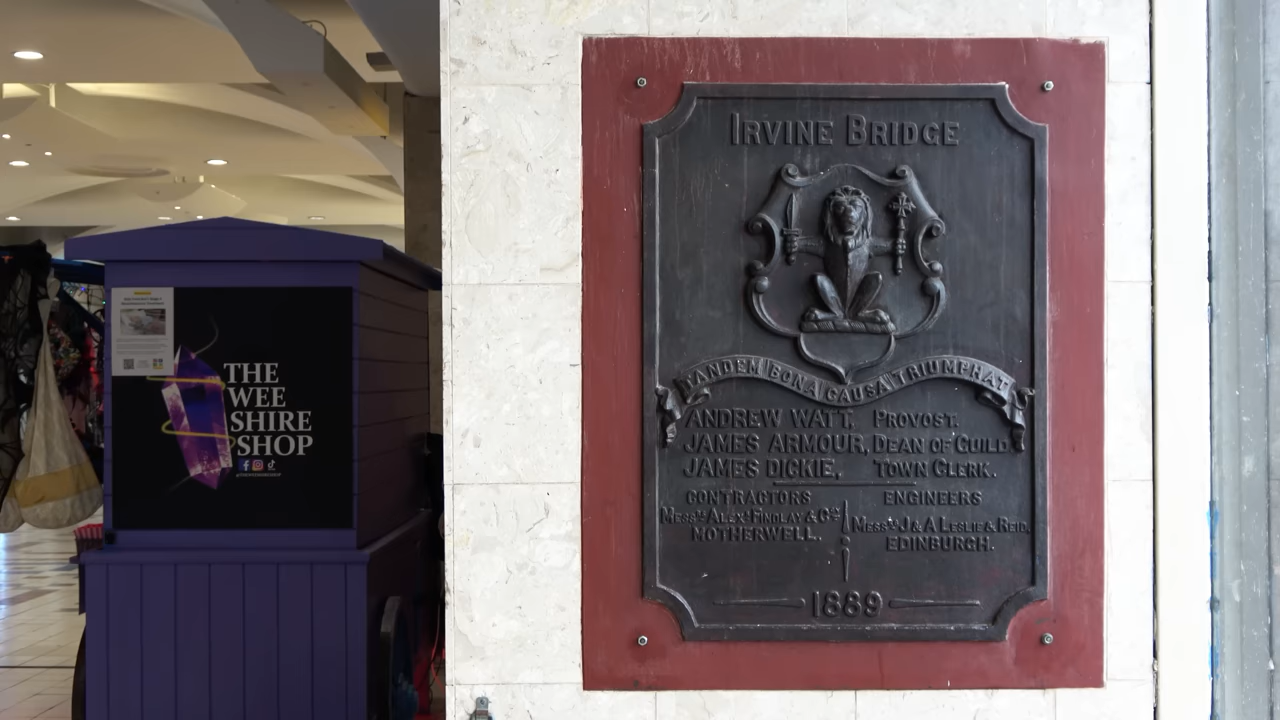 THE
WEE
SHIRE
SHOP
IRVINE BRIDGE
TANDEM BONA CAUSA TRIUMPHAT
ANDREW WATT, PROVOST.
JAMES ARMOUR, DEAN OF GUILD.
JAMES DICKIE, TOWN CLERK.
CONTRACTORS ENGINEERS
MESSRS ALEXR FINDLAY & CO MESSRS J & A LESLIE & REID,
MOTHERWELL. EDINBURGH.
1889